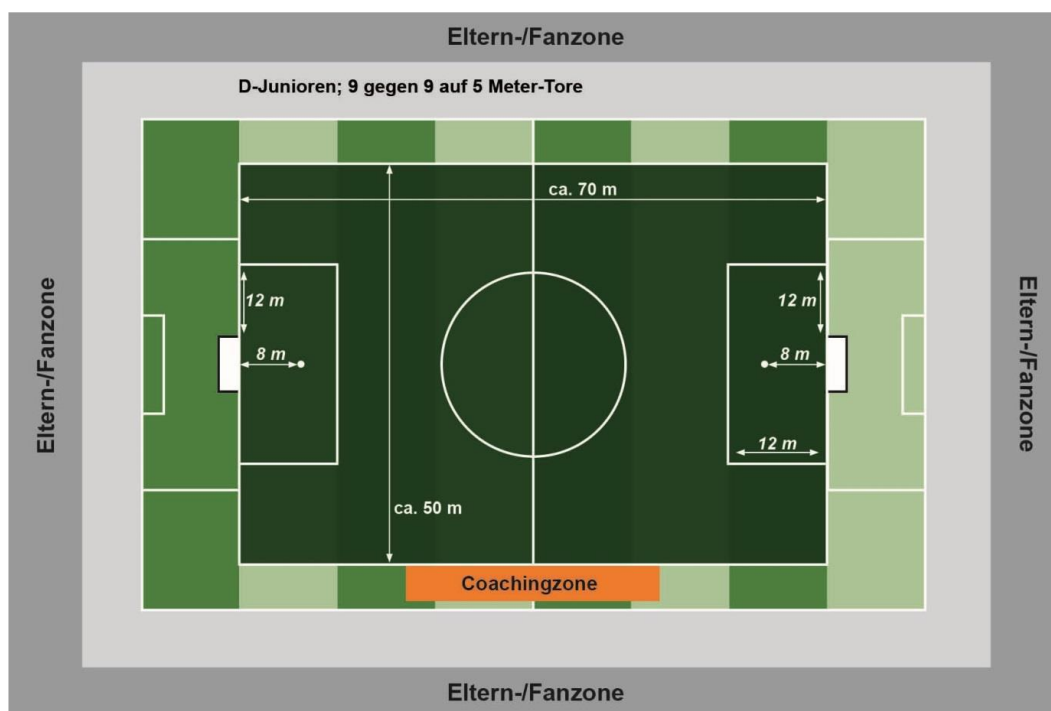 Eltern-/Fanzone
D-Junioren; 9 gegen 9 auf 5 Meter-Tore
ca. 70 m
12 m
12 m
Eltern-/Fanzone
Eltern-/Fanzone
8 m
8 m
12 m
ca. 50 m
Coachingzone
Eltern-/Fanzone